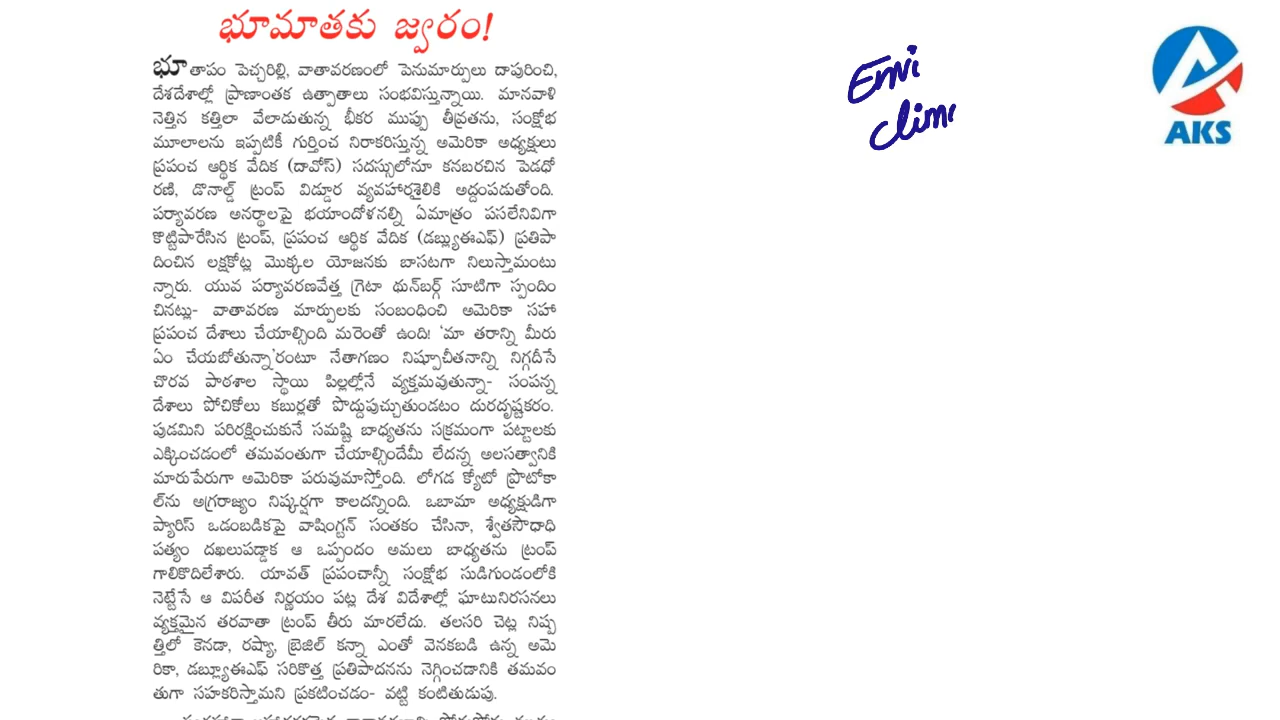 భూమాతకు జ్వరం!
భూతాపం పెచ్చరిల్లి, వాతావరణంలో పెనుమార్పులు దాపురించి,
దేశదేశాల్లో ప్రాణాంతక ఉత్పాతాలు సంభవిస్తున్నాయి. మానవాళి
నెత్తిన కత్తిలా వేలాడుతున్న భీకర ముప్పు తీవ్రతను, సంక్షోభ
మూలాలను ఇప్పటికీ గుర్తించ నిరాకరిస్తున్న అమెరికా అధ్యక్షులు
ప్రపంచ ఆర్థిక వేదిక (దావోస్) సదస్సులోనూ కనబరచిన పెడధో
రణి, డొనాల్డ్ ట్రంప్ విడ్డూర వ్యవహారశైలికి అద్దంపడుతోంది.
పర్యావరణ అనర్థాలపై భయాందోళనల్ని ఏమాత్రం పసలేనివిగా
కొట్టిపారేసిన ట్రంప్, ప్రపంచ ఆర్థిక వేదిక (డబ్ల్యుఈఎఫ్) ప్రతిపా
దించిన లక్షకోట్ల మొక్కల యోజనకు బాసటగా నిలుస్తామంటు
న్నారు. యువ పర్యావరణవేత్త గ్రెటా థున్‌బర్గ్ సూటిగా స్పందిం
చినట్లు- వాతావరణ మార్పులకు సంబంధించి అమెరికా సహా
ప్రపంచ దేశాలు చేయాల్సింది మరెంతో ఉంది! 'మా తరాన్ని మీరు
ఏం చేయబోతున్నా'రంటూ నేతాగణం నిష్పూచీతనాన్ని నిగ్గదీసే
చొరవ పాఠశాల స్థాయి పిల్లల్లోనే వ్యక్తమవుతున్నా- సంపన్న
దేశాలు పోచికోలు కబుర్లతో పొద్దుపుచ్చుతుండటం దురదృష్టకరం.
పుడమిని పరిరక్షించుకునే సమష్టి బాధ్యతను సక్రమంగా పట్టాలకు
ఎక్కించడంలో తమవంతుగా చేయాల్సిందేమీ లేదన్న అలసత్వానికి
మారుపేరుగా అమెరికా పరువుమాస్తోంది. లోగడ క్యోటో ప్రొటోకా
ల్‌ను అగ్రరాజ్యం నిష్కర్షగా కాలదన్నింది. ఒబామా అధ్యక్షుడిగా
ప్యారిస్ ఒడంబడికపై వాషింగ్టన్ సంతకం చేసినా, శ్వేతసౌధాధి
పత్యం దఖలుపడ్డాక ఆ ఒప్పందం అమలు బాధ్యతను ట్రంప్
గాలికొదిలేశారు. యావత్ ప్రపంచాన్నీ సంక్షోభ సుడిగుండంలోకి
నెట్టేసే ఆ విపరీత నిర్ణయం పట్ల దేశ విదేశాల్లో ఘాటునిరసనలు
వ్యక్తమైన తరవాతా ట్రంప్ తీరు మారలేదు. తలసరి చెట్ల నిష్ప
త్తిలో కెనడా, రష్యా, బ్రెజిల్ కన్నా ఎంతో వెనకబడి ఉన్న అమె
రికా, డబ్ల్యూఈఎఫ్ సరికొత్త ప్రతిపాదనను నెగ్గించడానికి తమవం
తుగా సహకరిస్తామని ప్రకటించడం- వట్టి కంటితుడుపు.
Envi
Clim
AKS